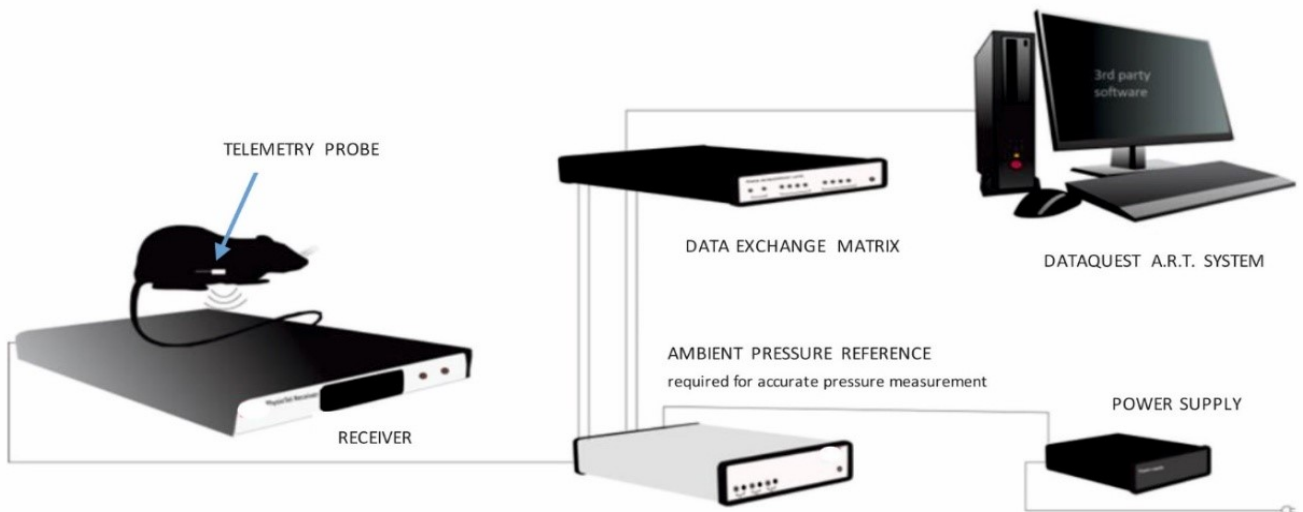 3rd party
software
TELEMETRY PROBE
DATA EXCHANGE MATRIX
DATAQUEST A.R.T. SYSTEM
AMBIENT PRESSURE REFERENCE
required for accurate pressure measurement
POWER SUPPLY
RECEIVER